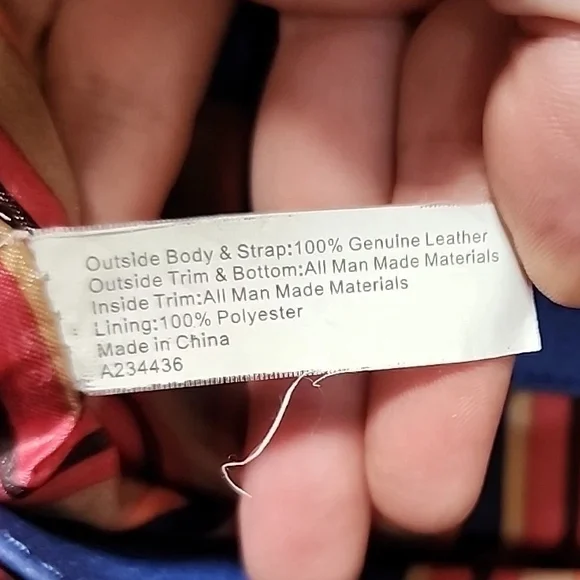 Outside Body & Strap:100% Genuine Leather
Outside Trim & Bottom:All Man Made Materials
Inside Trim:All Man Made Materials
Lining:100% Polyester
Made in China
A234436